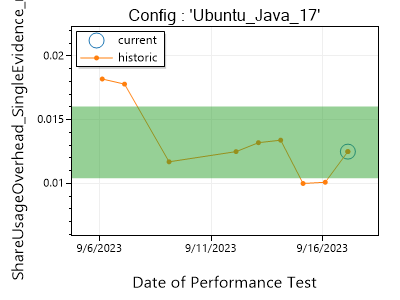 Config : 'Ubuntu_Java_17'
current
historic
ShareUsageOverhead_SingleEvidence_
0.02
0.015
0.01
9/6/2023
9/11/2023
9/16/2023
Date of Performance Test